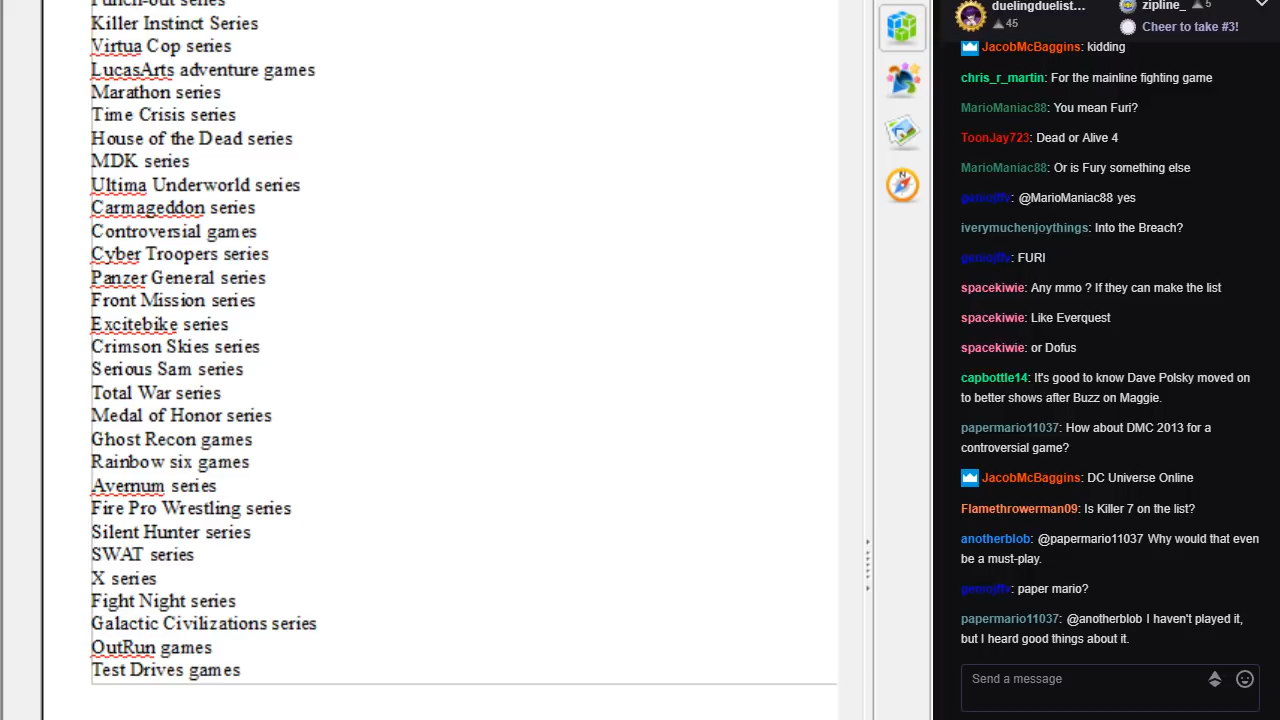 Punch-out series
Killer Instinct Series
Virtua Cop series
LucasArts adventure games
Marathon series
Time Crisis series
House of the Dead series
MDK series
Ultima Underworld series
Carmageddon series
Controversial games
Cyber Troopers series
Panzer General series
Front Mission series
Excitebike series
Crimson Skies series
Serious Sam series
Total War series
Medal of Honor series
Ghost Recon games
Rainbow six games
Avernum series
Fire Pro Wrestling series
Silent Hunter series
SWAT series
X series
Fight Night series
Galactic Civilizations series
OutRun games
Test Drives games
N
duelingduelist...
45
zipline_ 5
Cheer to take #3!
JacobMcBaggins: kidding
chris_r_martin: For the mainline fighting game
MarioManiac88: You mean Furi?
ToonJay723: Dead or Alive 4
MarioManiac88: Or is Fury something else
: @MarioManiac88 yes
iverymuchenjoythings: Into the Breach?
: FURI
spacekiwie: Any mmo ? If they can make the list
spacekiwie: Like Everquest
spacekiwie: or Dofus
capbottle14: It's good to know Dave Polsky moved on
to better shows after Buzz on Maggie.
papermario11037: How about DMC 2013 for a
controversial game?
JacobMcBaggins: DC Universe Online
Flamethrowerman09: Is Killer 7 on the list?
anotherblob: @papermario11037 Why would that even
be a must-play.
: paper mario?
papermario11037: @anotherblob I haven't played it,
but I heard good things about it.
Send a message